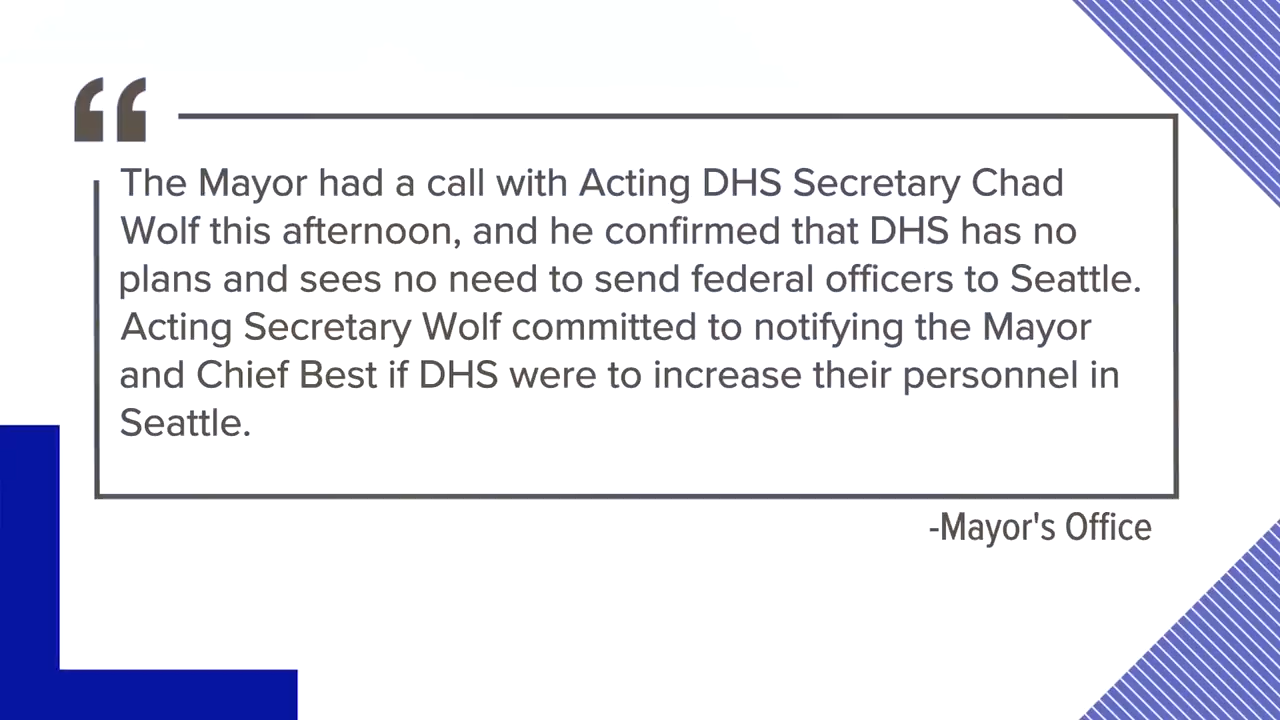 “
The Mayor had a call with Acting DHS Secretary Chad
Wolf this afternoon, and he confirmed that DHS has no
plans and sees no need to send federal officers to Seattle.
Acting Secretary Wolf committed to notifying the Mayor
and Chief Best if DHS were to increase their personnel in
Seattle.
-Mayor's Office